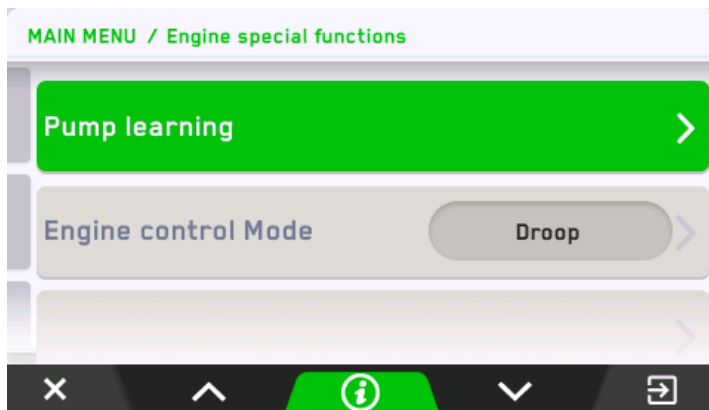 MAIN MENU / Engine special functions
Pump learning
Engine control Mode
Droop